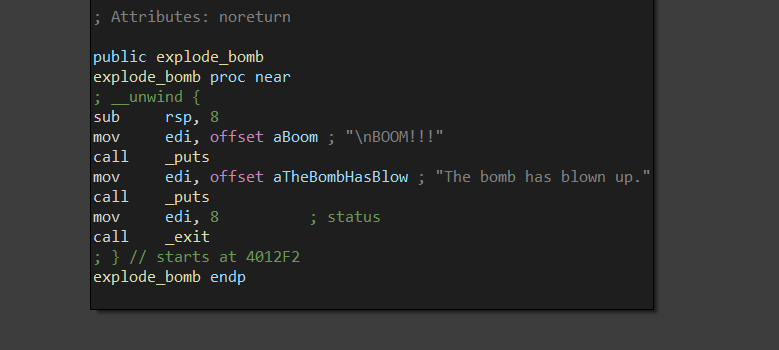 ; Attributes: noreturn
public explode_bomb
explode_bomb proc near
; __unwind {
sub     rsp, 8
mov     edi, offset aBoom ; "\nBOOM!!!"
call    _puts
mov     edi, offset aTheBombHasBlow ; "The bomb has blown up."
call    _puts
mov     edi, 8          ; status
call    _exit
; } // starts at 4012F2
explode_bomb endp